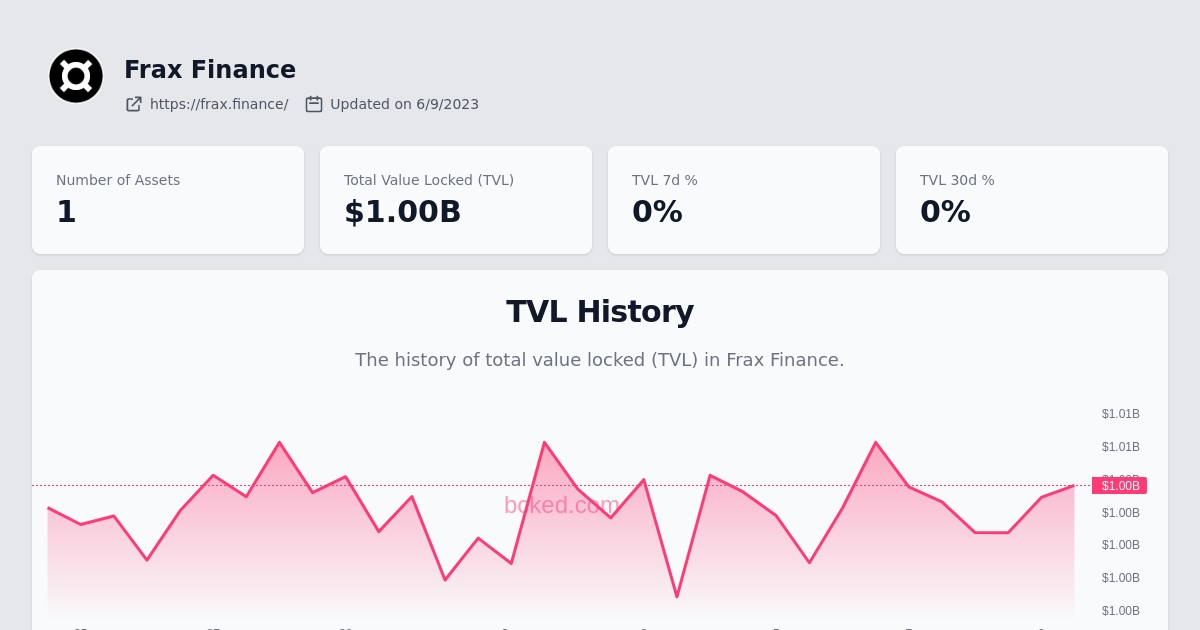 Frax Finance
https://frax.finance/ Updated on 6/9/2023
Number of Assets
1
Total Value Locked (TVL)
$1.00B
TVL 7d %
0%
TVL 30d %
0%
TVL History
The history of total value locked (TVL) in Frax Finance.
$1.01B
$1.01B
$1.00B
$1.00B
$1.00B
$1.00B
$1.00B
boked.com